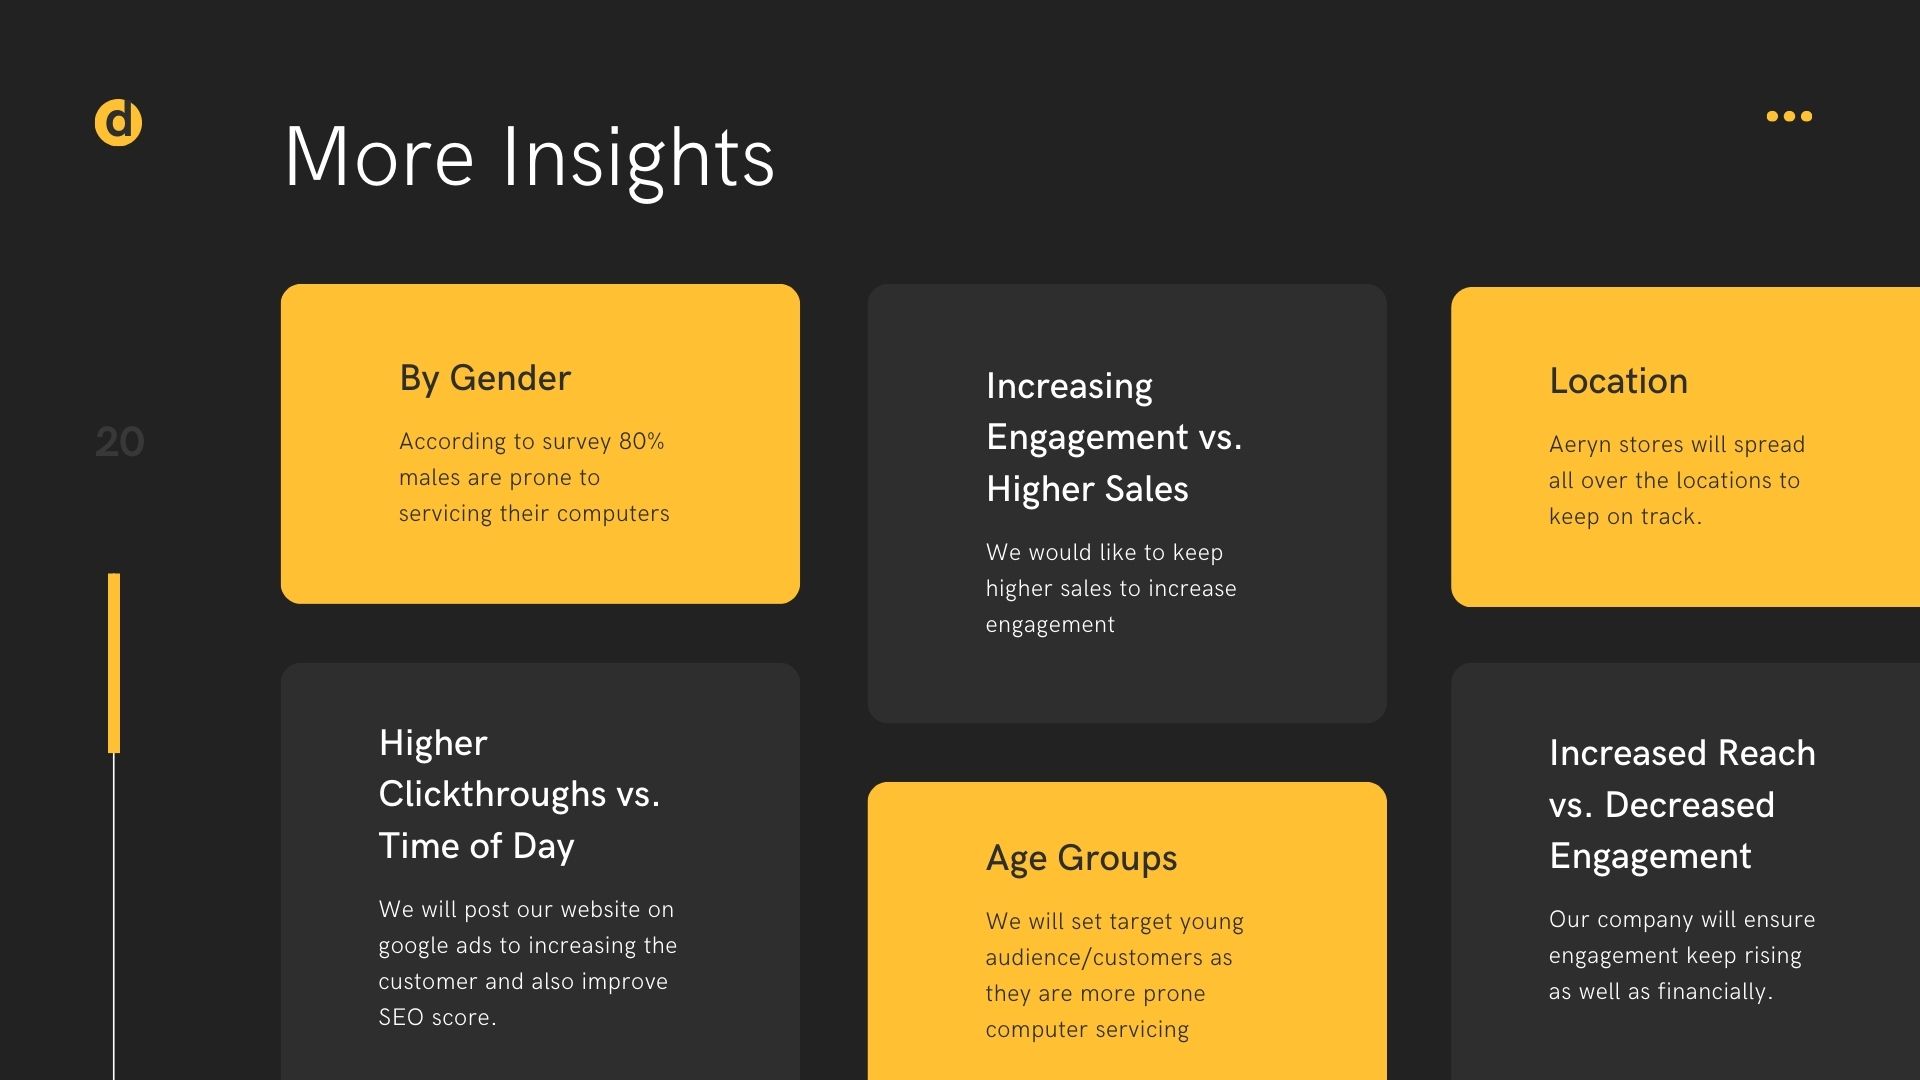 d
More Insights
20
By Gender
According to survey 80%
males are prone to
servicing their computers
Increasing
Engagement vs.
Higher Sales
We would like to keep
higher sales to increase
engagement
Location
Aeryn stores will spread
all over the locations to
keep on track.
Higher
Clickthroughs vs.
Time of Day
We will post our website on
google ads to increasing the
customer and also improve
SEO score.
Age Groups
We will set target young
audience/customers as
they are more prone
computer servicing
Increased Reach
vs. Decreased
Engagement
Our company will ensure
engagement keep rising
as well as financially.